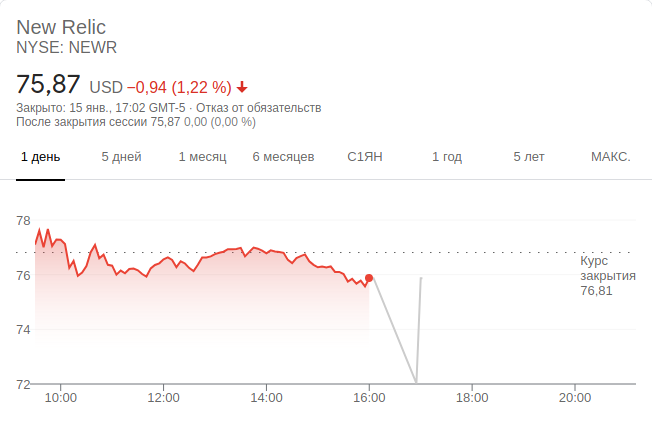 New Relic
NYSE: NEWR
75,87 USD −0,94 (1,22 %)
Закрыто: 15 янв., 17:02 GMT-5 · Отказ от обязательств
После закрытия сессии 75,87 0,00 (0,00 %)
1 день 5 дней 1 месяц 6 месяцев С1ЯН 1 год 5 лет МАКС.
78
76
74
72
Курс
закрытия
76,81
10:00 12:00 14:00 16:00 18:00 20:00